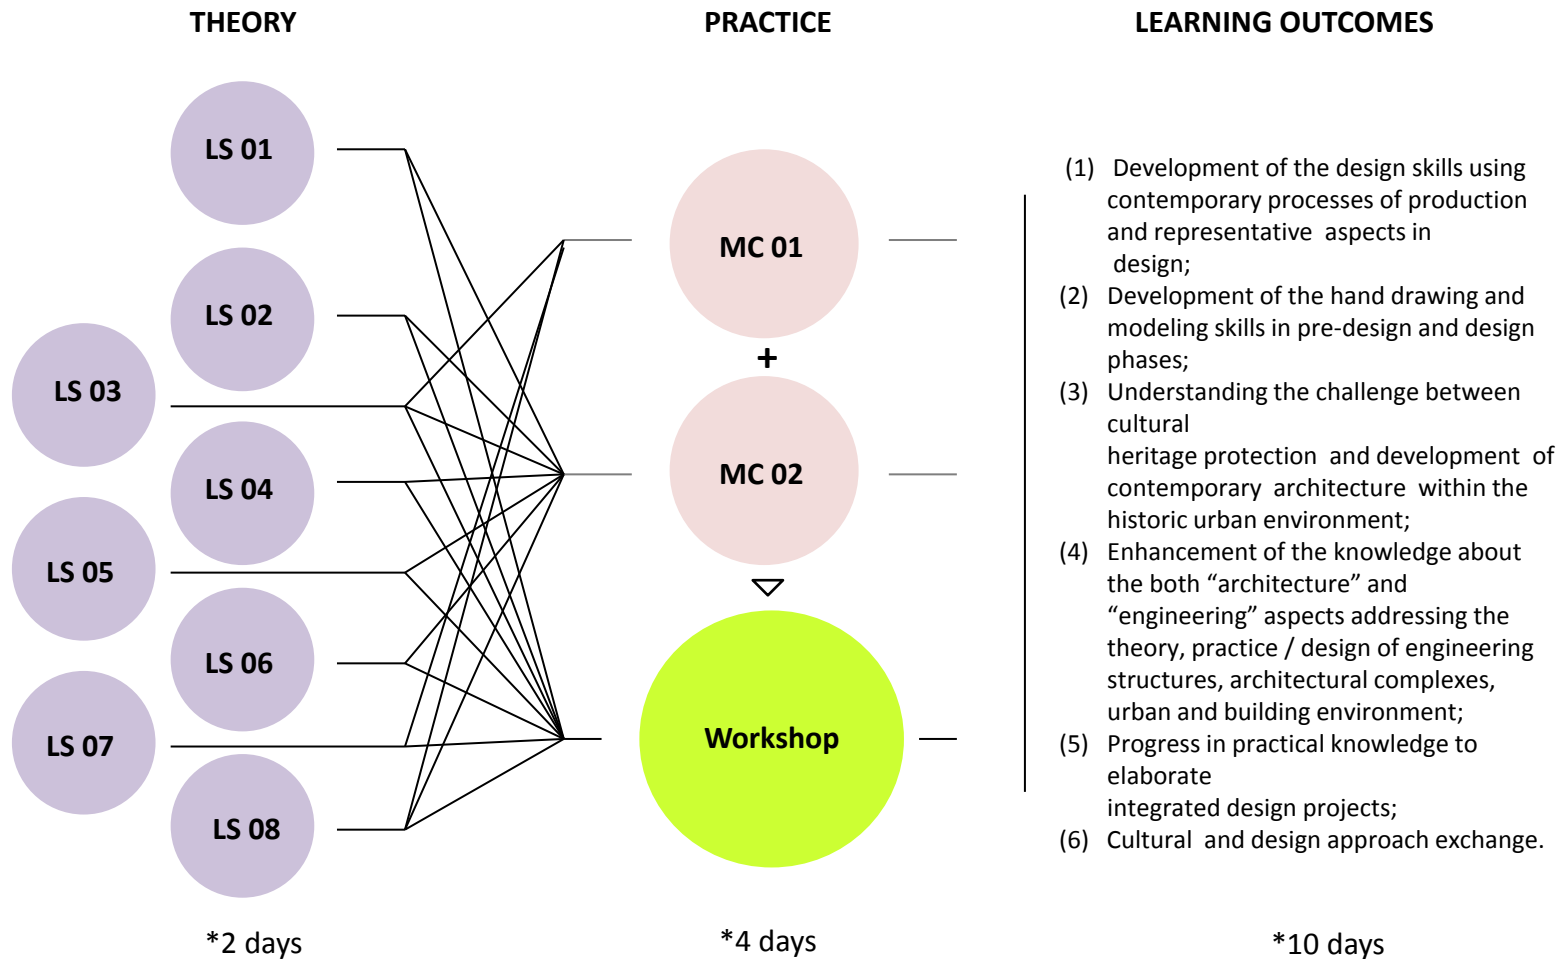 THEORY
PRACTICE
LEARNING OUTCOMES
LS 01
LS 02
LS 03
LS 04
LS 05
LS 06
LS 07
LS 08
MC 01
+
MC 02
Workshop
(1) Development of the design skills using
contemporary processes of production
and representative aspects in
design;
(2) Development of the hand drawing and
modeling skills in pre-design and design
phases;
(3) Understanding the challenge between
cultural
heritage protection and development of
contemporary architecture within the
historic urban environment;
(4) Enhancement of the knowledge about
the both “architecture” and
“engineering” aspects addressing the
theory, practice / design of engineering
structures, architectural complexes,
urban and building environment;
(5) Progress in practical knowledge to
elaborate
integrated design projects;
(6) Cultural and design approach exchange.
*2 days
*4 days
*10 days